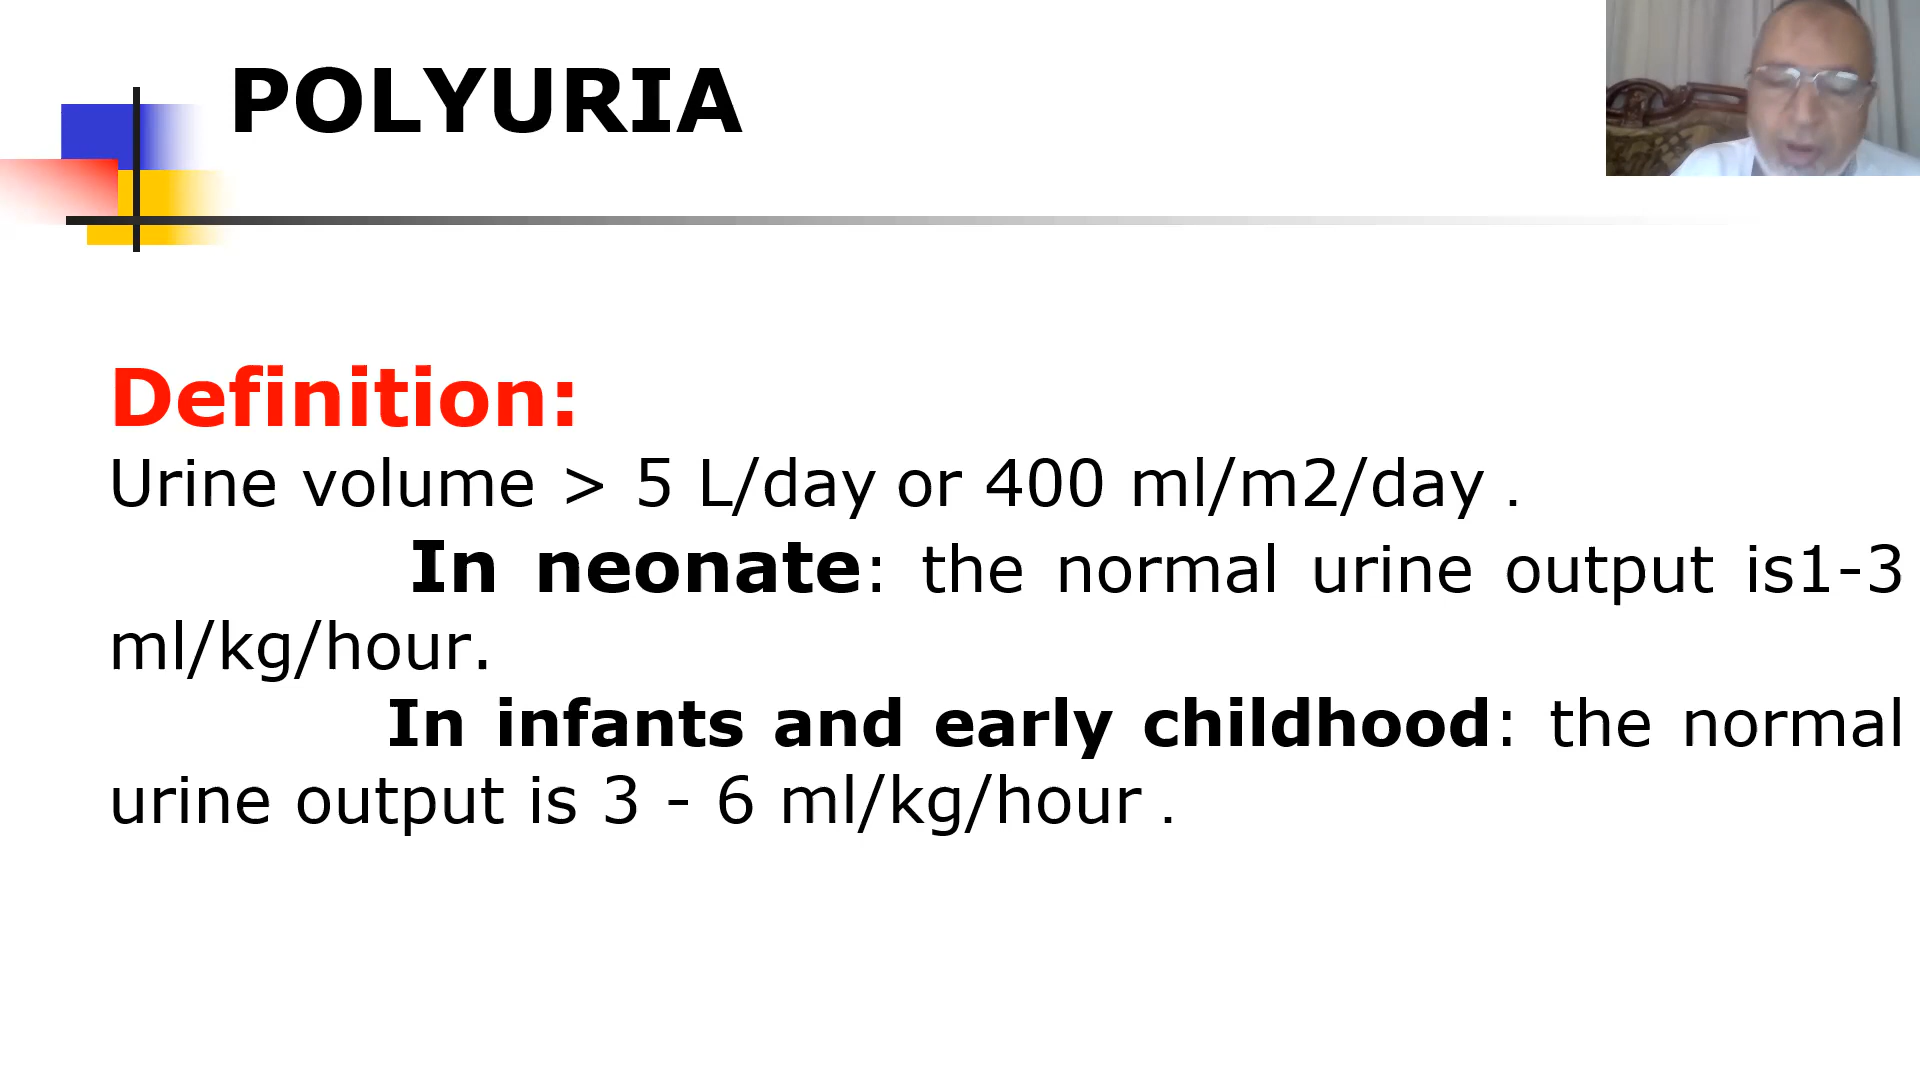 POLYURIA
Definition:
Urine volume > 5 L/day or 400 ml/m2/day .
In neonate: the normal urine output is1-3
ml/kg/hour.
In infants and early childhood: the normal
urine output is 3 - 6 ml/kg/hour .